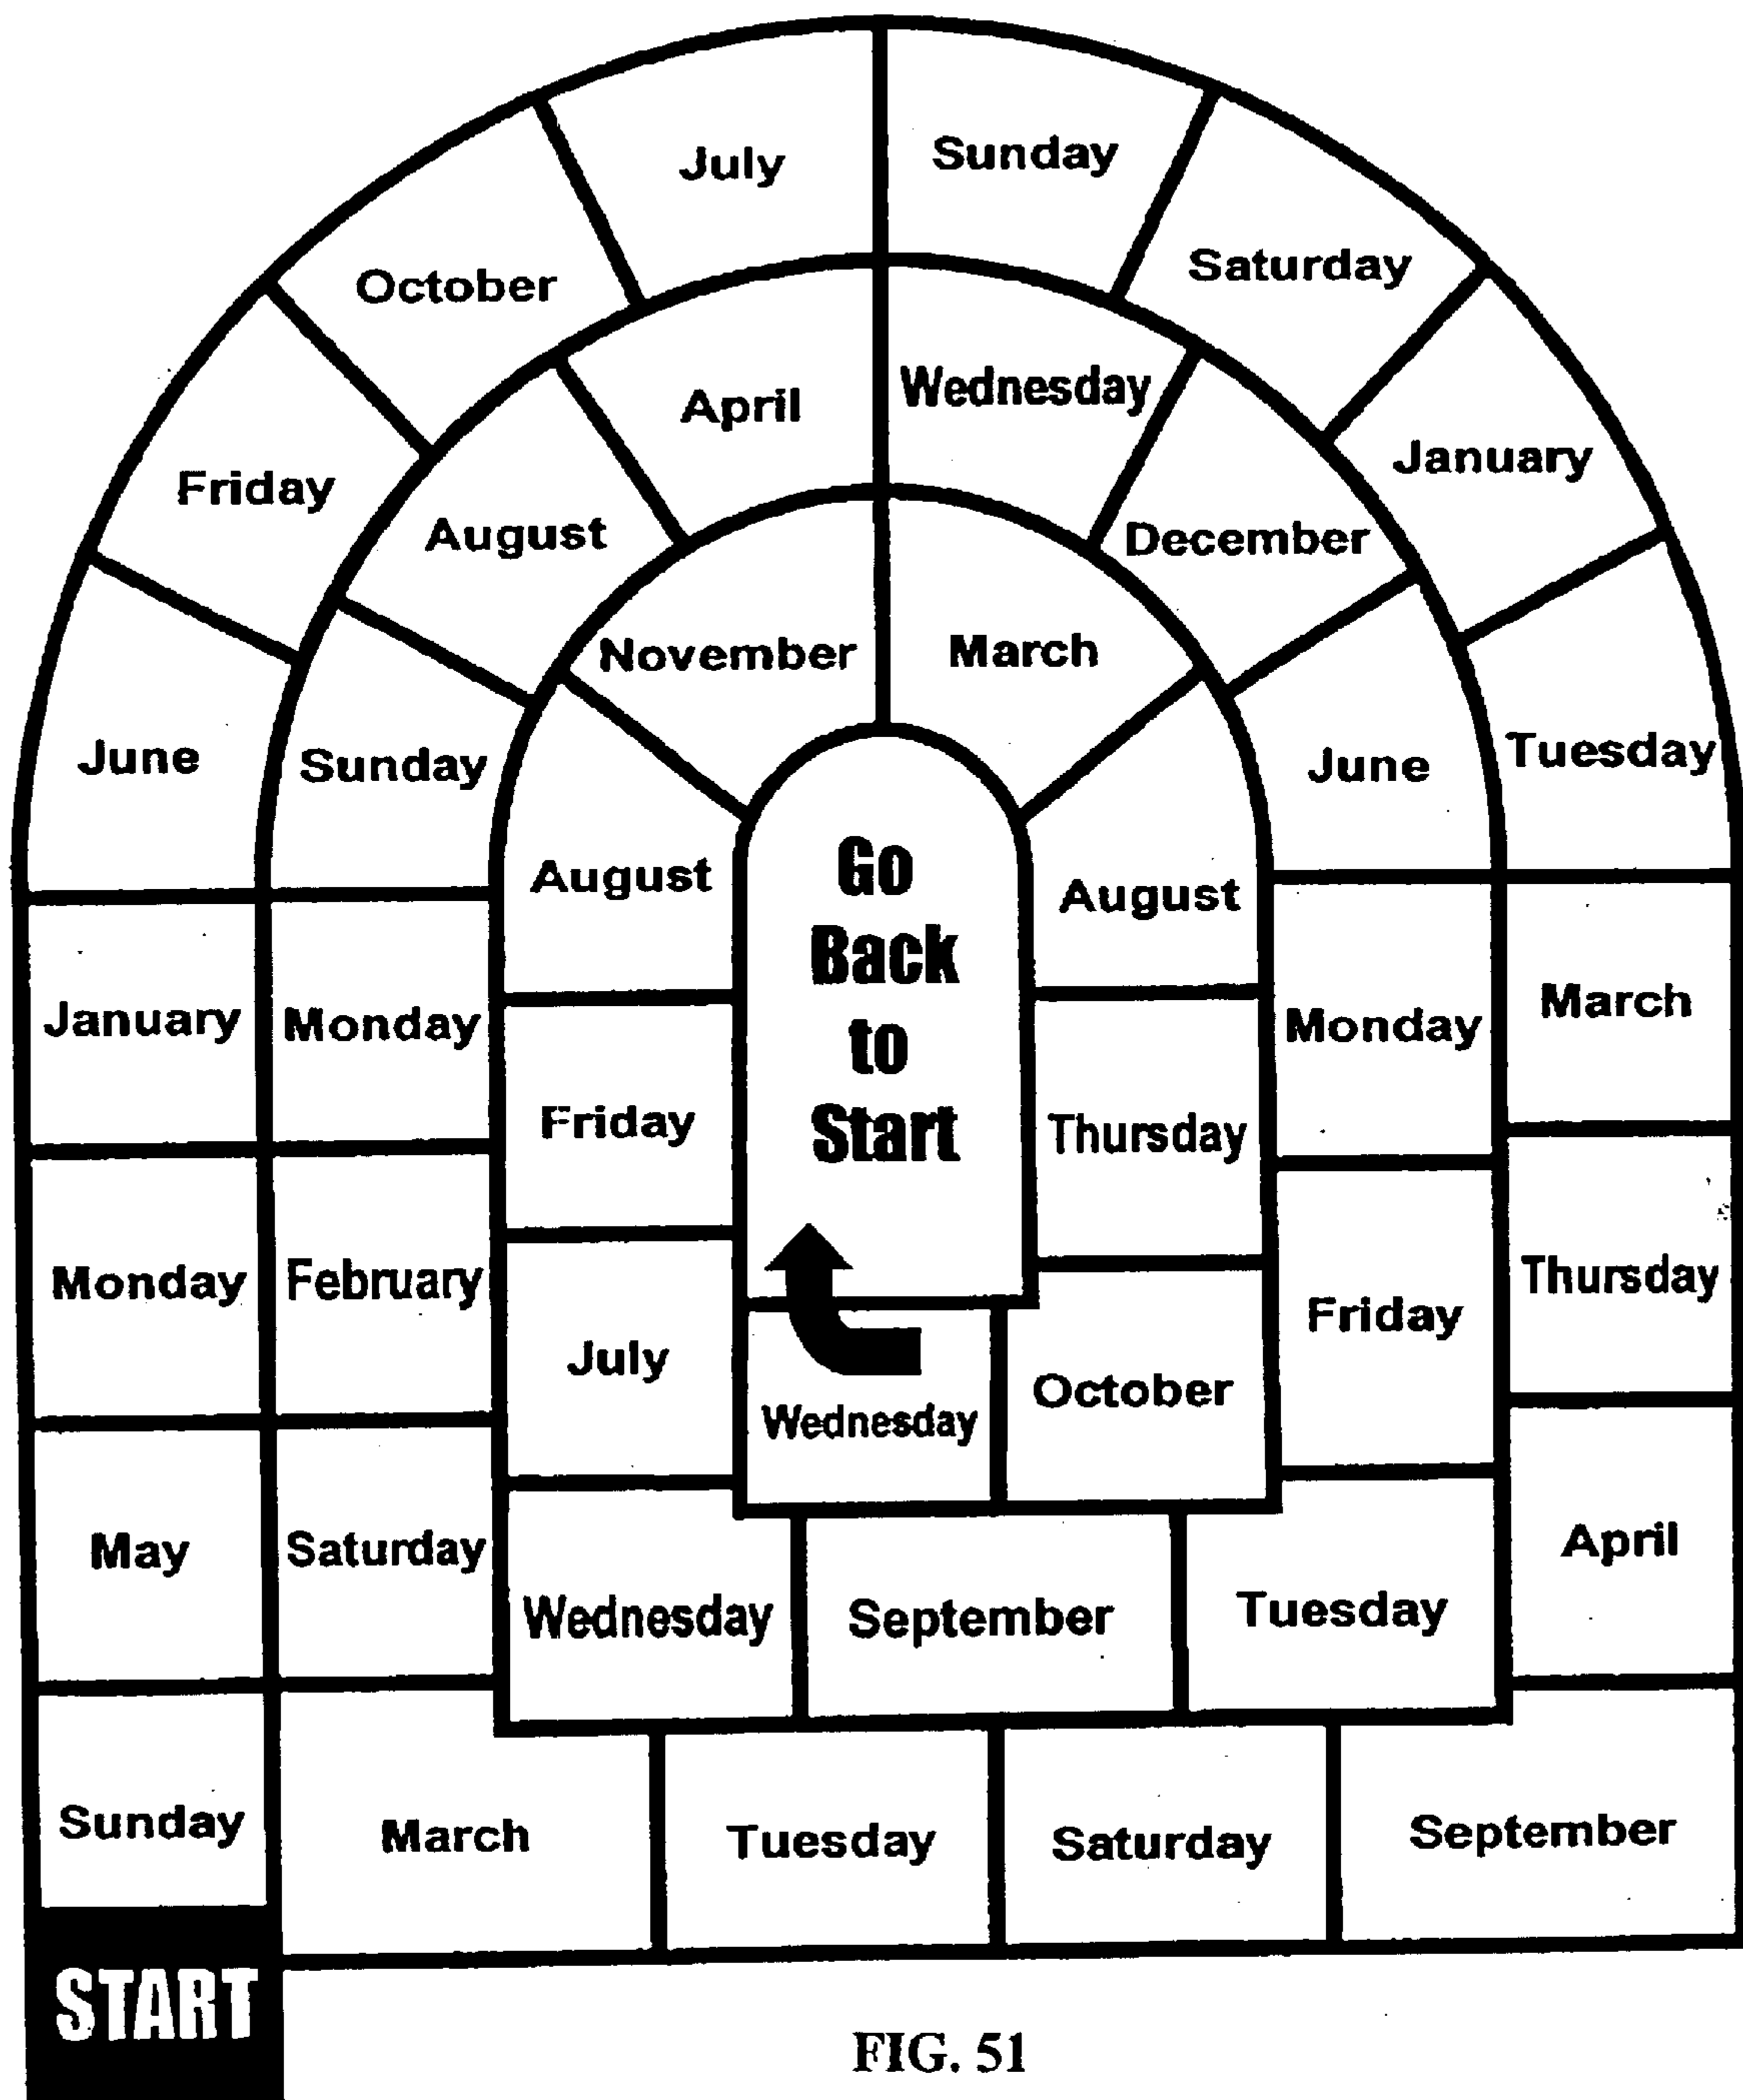 START
Sunday
May
Monday
January
June
Friday
October
July
Sunday
Saturday
January
Tuesday
March
Thursday
April
September
Saturday
Tuesday
March
Saturday
February
Monday
Sunday
August
April
Wednesday
December
June
Monday
Friday
Tuesday
September
Wednesday
July
Friday
August
November
March
August
Thursday
October
Wednesday
Go
Back
to
Start
FIG. 51